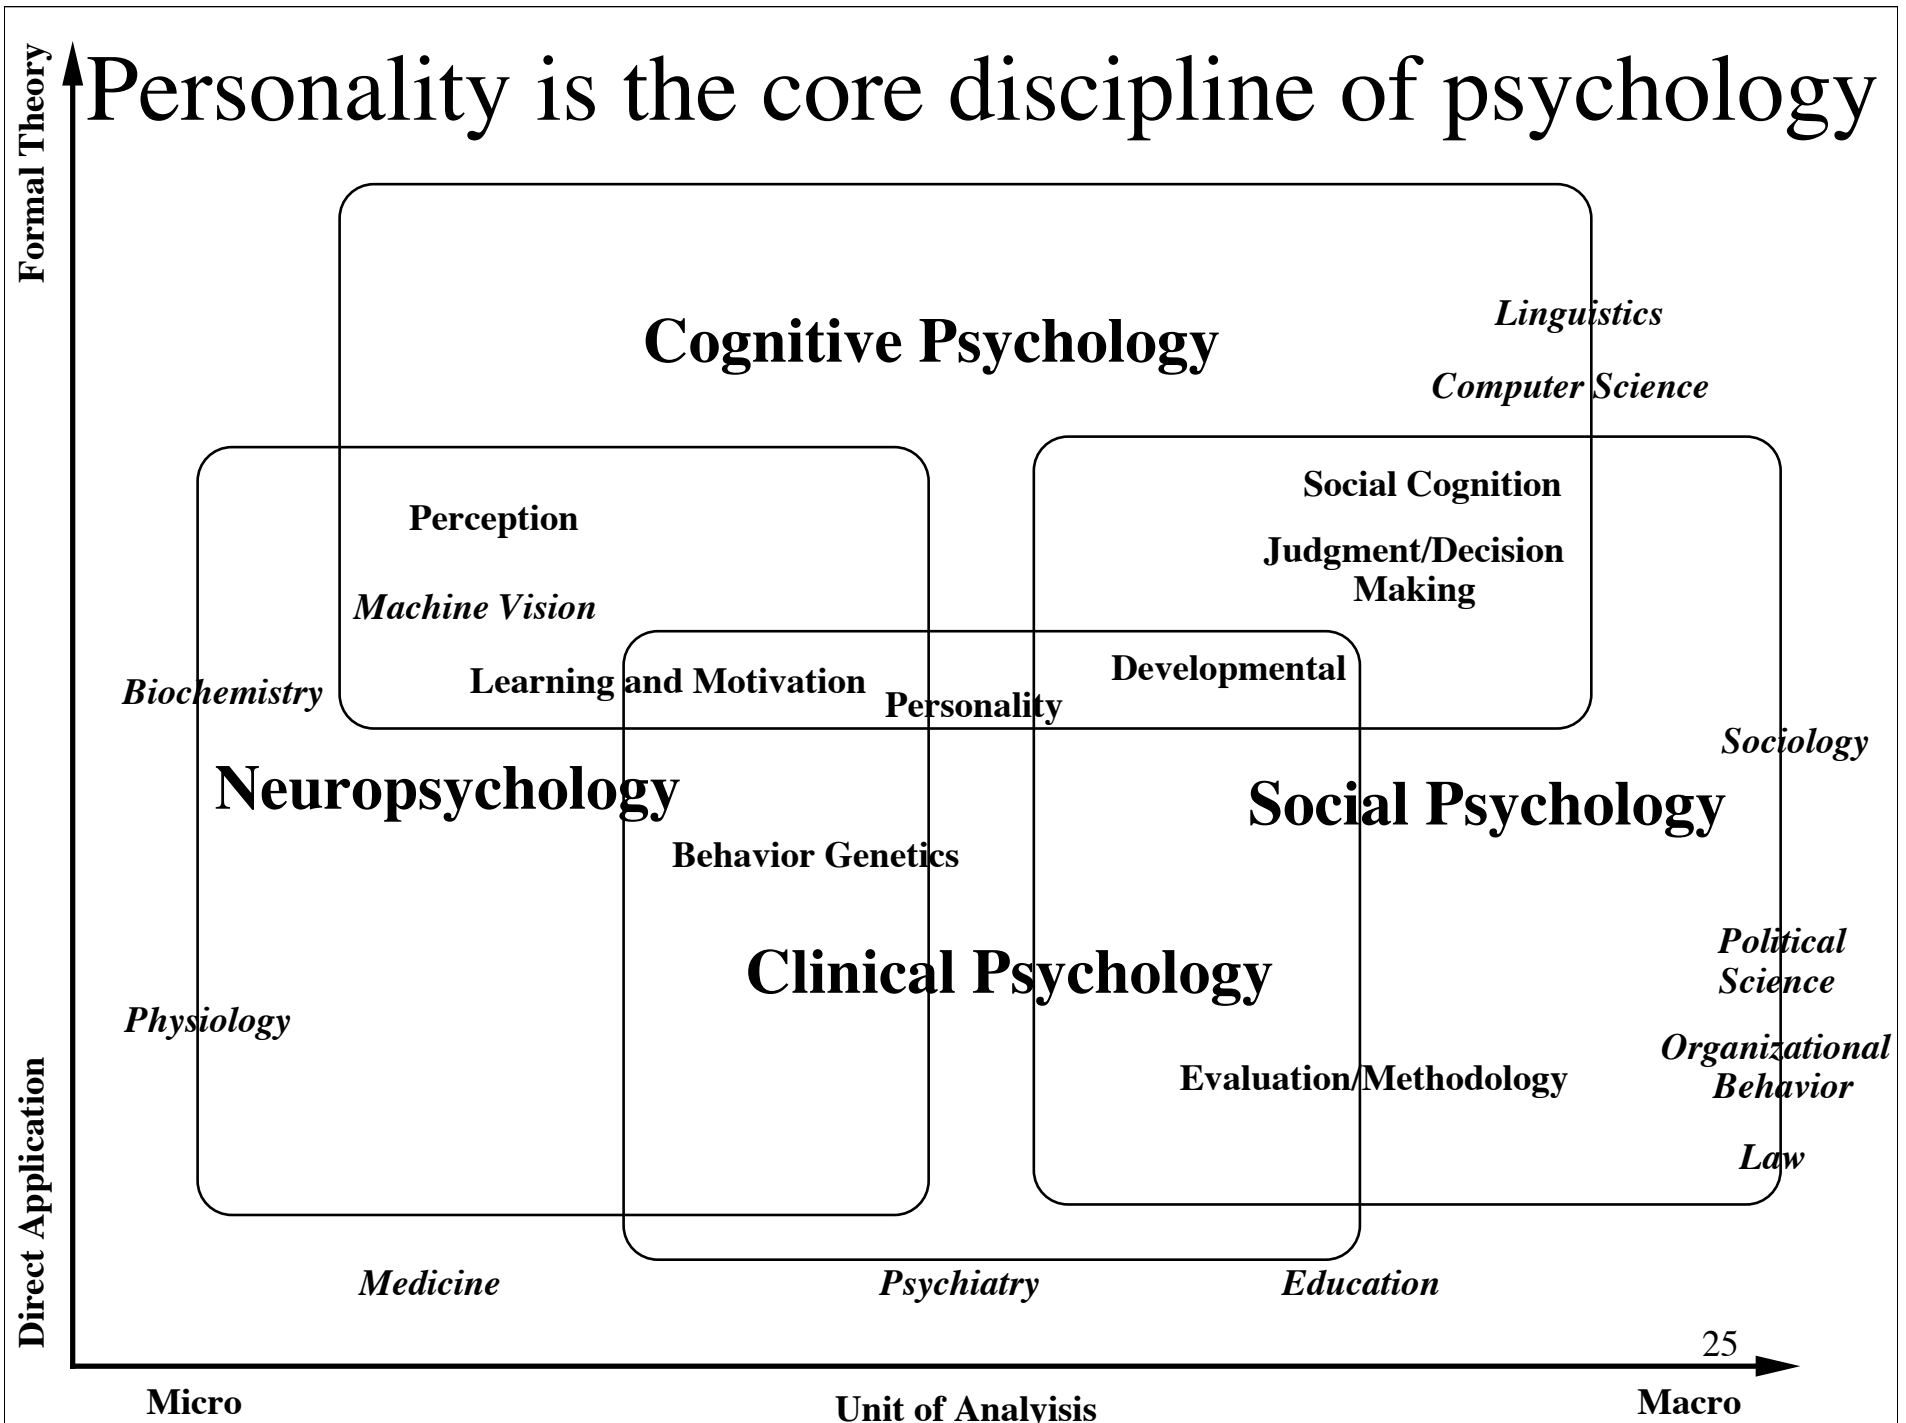 Personality is the core discipline of psychology
Formal Theory
Linguistics
Cognitive Psychology
Computer Science
Social Cognition
Perception
Judgment/Decision
Making
Machine Vision
Developmental
Learning and Motivation
Biochemistry
Personality
Sociology
Neuropsychology
Social Psychology
Behavior Genetics
Political
Science
Clinical Psychology
Physiology
Organizational
Behavior
Evaluation/Methodology
Law
Direct Application
Medicine
Psychiatry
Education
25
Micro
Unit of Analyisis
Macro